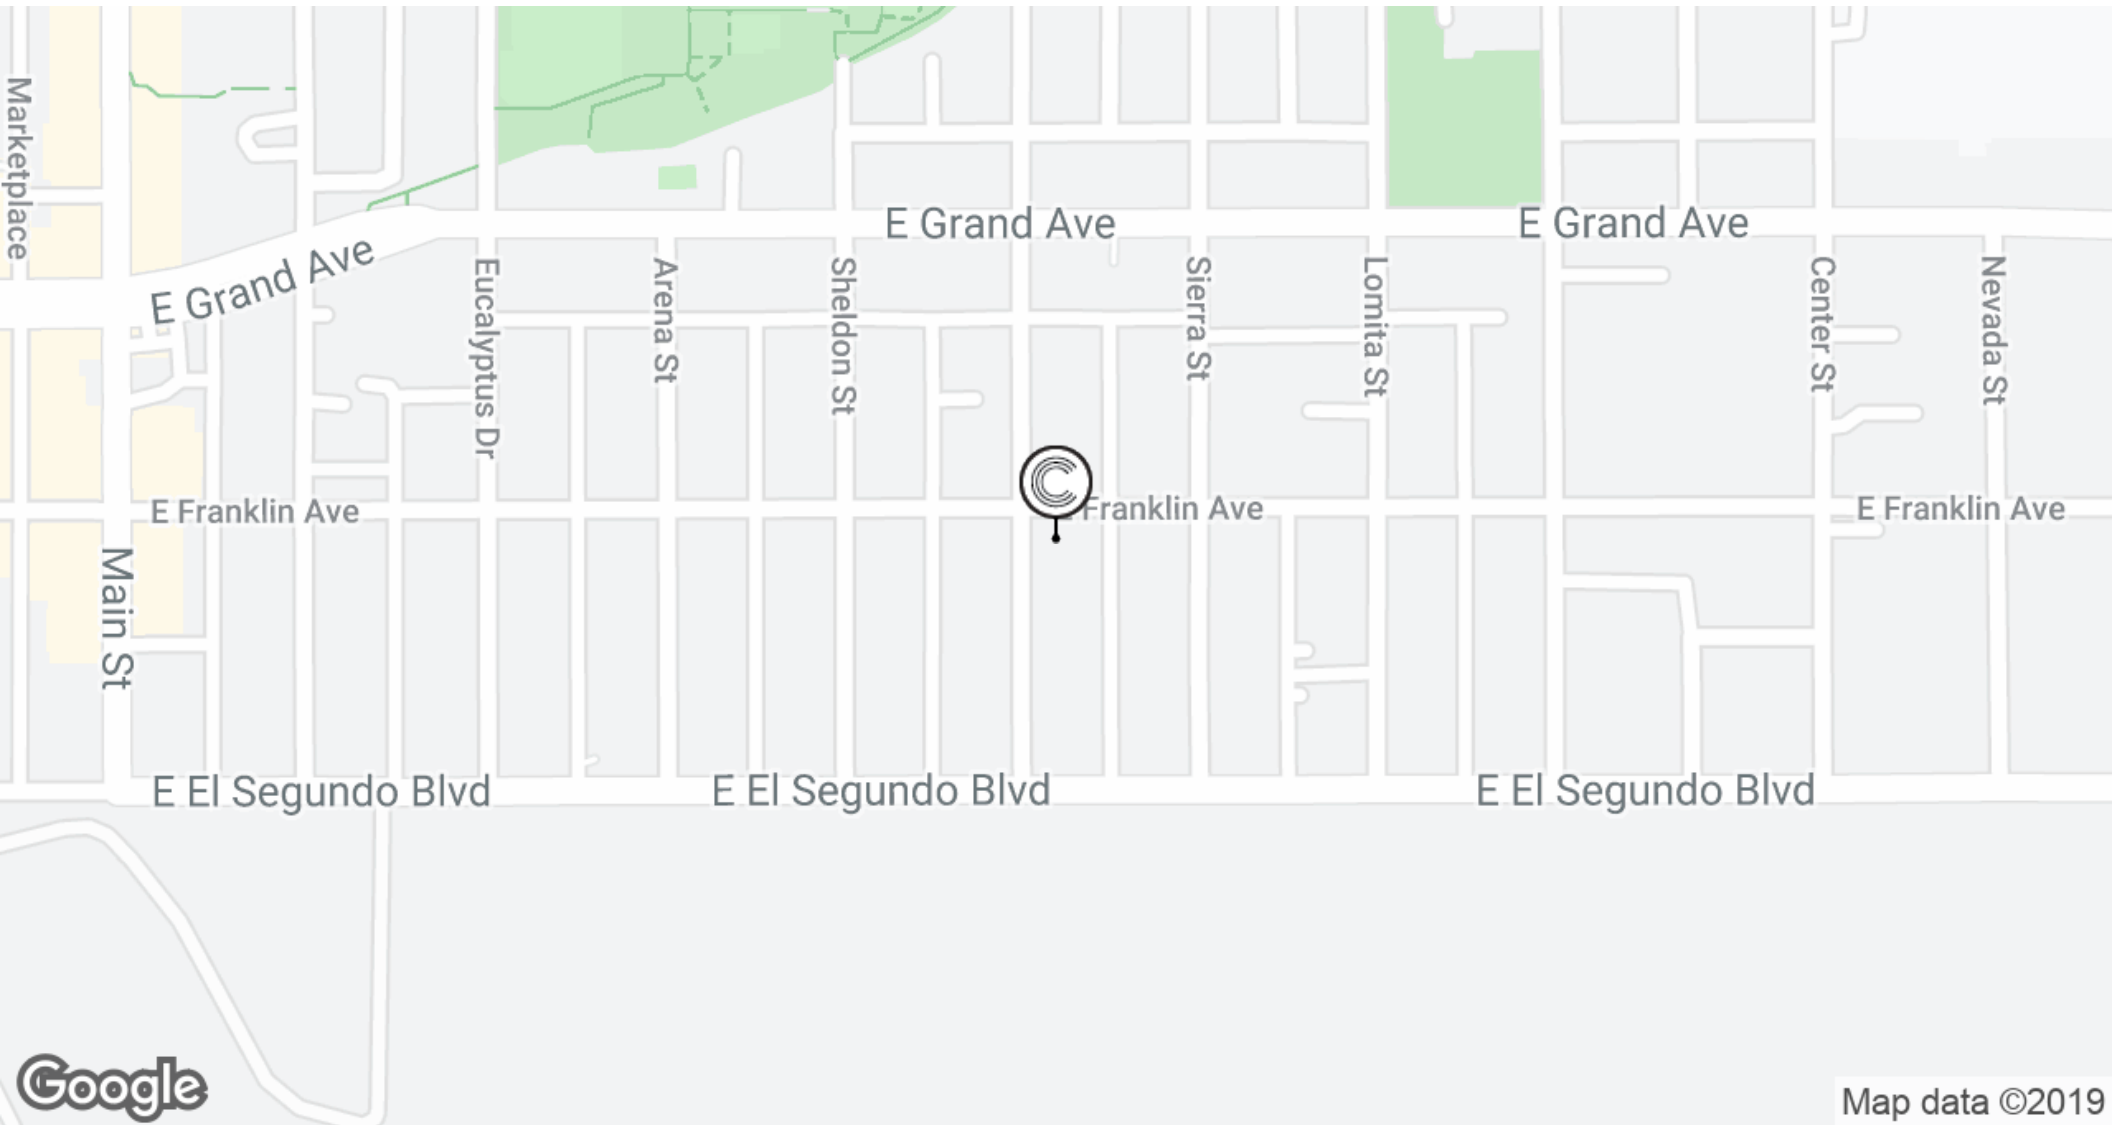 Marketplace
E Grand Ave
E Grand Ave
E Grand Ave
Eucalyptus Dr
Arena St
Sheldon St
Sierra St
Lomita St
Center St
Nevada St
E Franklin Ave
Franklin Ave
E Franklin Ave
Main St
E El Segundo Blvd
E El Segundo Blvd
E El Segundo Blvd
Google
Map data ©2019